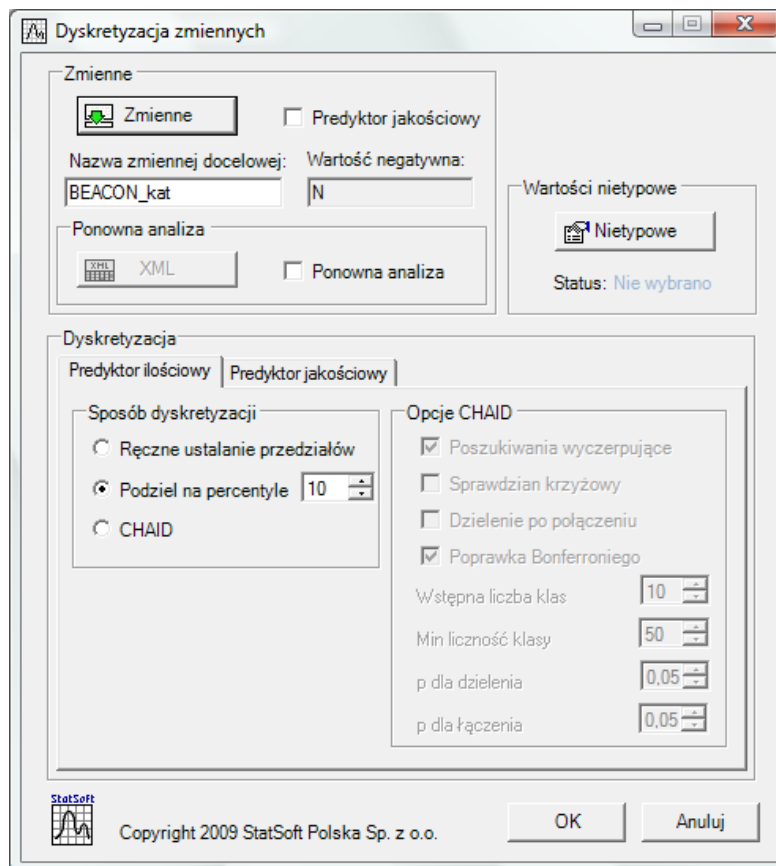 Dyskretyzacja zmiennych
Zmienne
Zmienne
Predyktor jakościowy
Nazwa zmiennej docelowej:
Wartość negatywna:
BEACON_kat
N
Ponowna analiza
XML
XML
Ponowna analiza
Wartości nietypowe
Nietypowe
Status: Nie wybrano
Dyskretyzacja
Predyktor ilościowy
Predyktor jakościowy
Sposób dyskretyzacji
Ręczne ustalanie przedziałów
Podziel na percentyle 10
CHAID
Opcje CHAID
Poszukiwania wyczerpujące
Sprawdzian krzyżowy
Dzielenie po połączeniu
Poprawka Bonferroniego
Wstępna liczba klas 10
Min liczność klasy 50
p dla dzielenia 0,05
p dla łączenia 0,05
StatSoft
Copyright 2009 StatSoft Polska Sp. z o.o.
OK
Anuluj